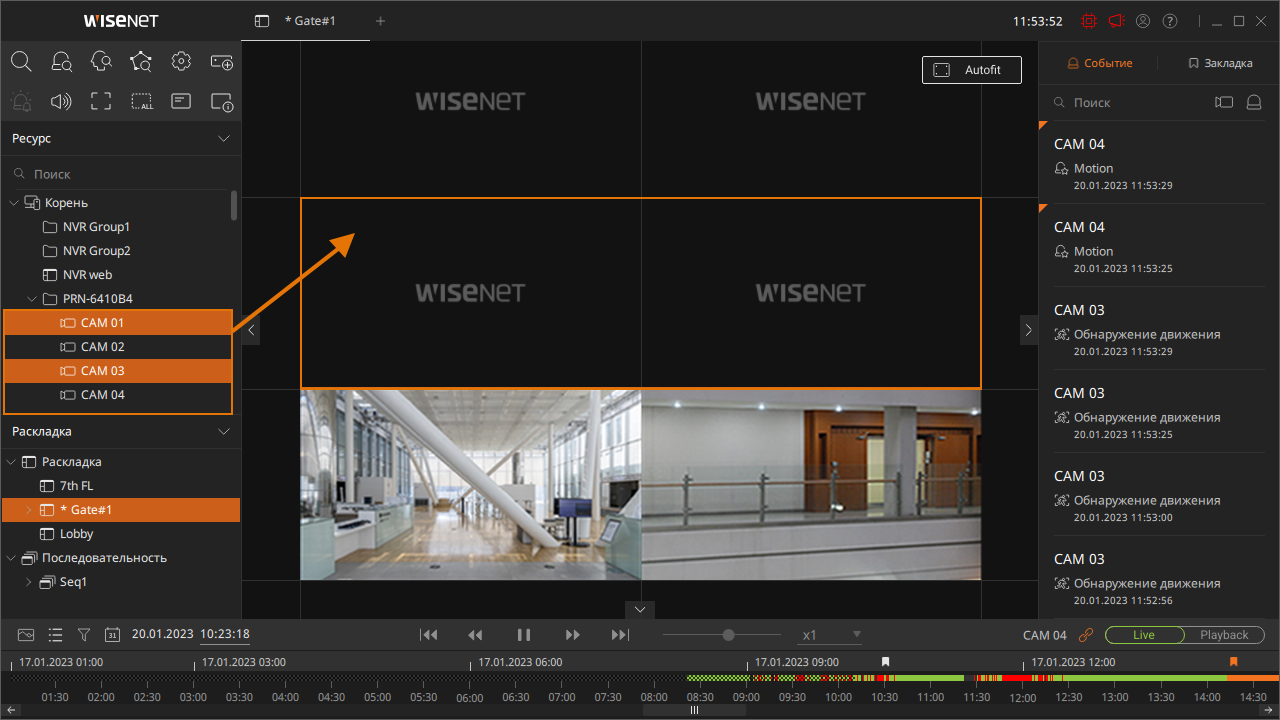 WISENET
* Gate#1
11:53:52
ALL
Ресурс
Поиск
Корень
NVR Group1
NVR Group2
NVR web
PRN-6410B4
CAM 01
CAM 02
CAM 03
CAM 04
Раскладка
Раскладка
7th FL
* Gate#1
Lobby
Последовательность
Seq1
WISENET
WISENET
Autofit
WISENET
WISENET
Событие
Закладка
Поиск
CAM 04
Motion
20.01.2023 11:53:29
CAM 04
Motion
20.01.2023 11:53:25
CAM 03
Обнаружение движения
20.01.2023 11:53:29
CAM 03
Обнаружение движения
20.01.2023 11:53:25
CAM 03
Обнаружение движения
20.01.2023 11:53:00
CAM 03
Обнаружение движения
20.01.2023 11:52:56
31
20.01.2023 10:23:18
x1
CAM 04
Live
Playback
17.01.2023 01:00 17.01.2023 03:00 17.01.2023 06:00 17.01.2023 09:00 17.01.2023 12:00
01:30 02:00 02:30 03:00 03:30 04:00 04:30 05:00 05:30 06:00 06:30 07:00 07:30 08:00 08:30 09:00 09:30 10:00 10:30 11:00 11:30 12:00 12:30 13:00 13:30 14:00 14:30